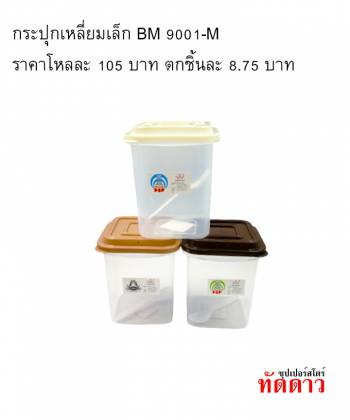 กระปุกเหลี่ยมเล็ก BM 9001-M
ราคาโหลละ 105 บาท ตกชิ้นละ 8.75 บาท
PSP
PSP
ซุปเปอร์สโตร์
ทัดดาว